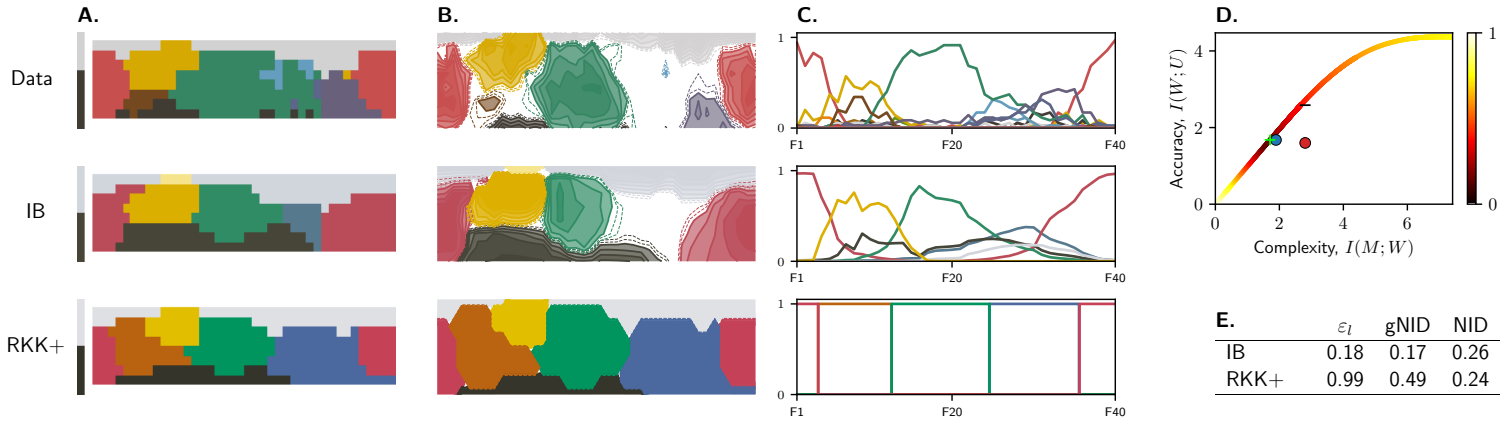 A.
B.
C.
D.
Data
IB
RKK+
1
0
F1 F20 F40
1
0
F1 F20 F40
1
0
F1 F20 F40
Accuracy, I(W; U)
4
2
0
0 2 4 6
Complexity, I(M; W)
1
0
E.
ε_l gNID NID
IB 0.18 0.17 0.26
RKK+ 0.99 0.49 0.24